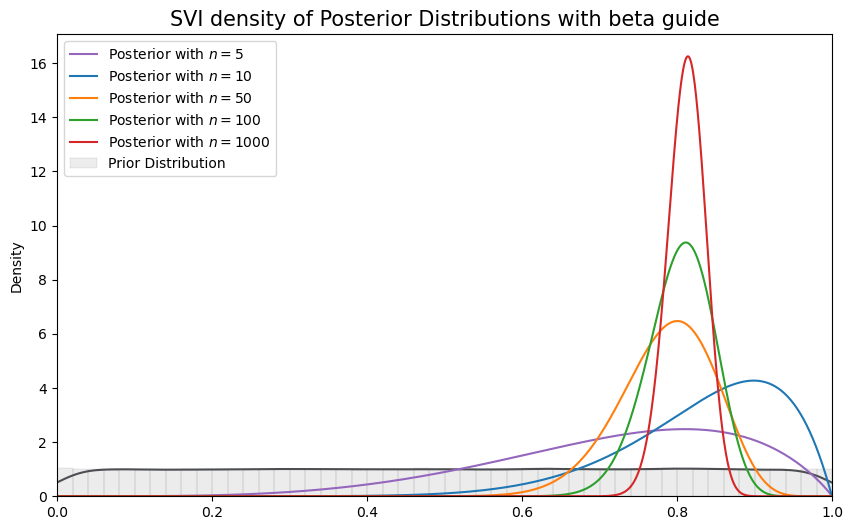 SVI density of Posterior Distributions with beta guide
Posterior with n = 5
Posterior with n = 10
Posterior with n = 50
Posterior with n = 100
Posterior with n = 1000
Prior Distribution
Density
16
14
12
10
8
6
4
2
0
0.0 0.2 0.4 0.6 0.8 1.0